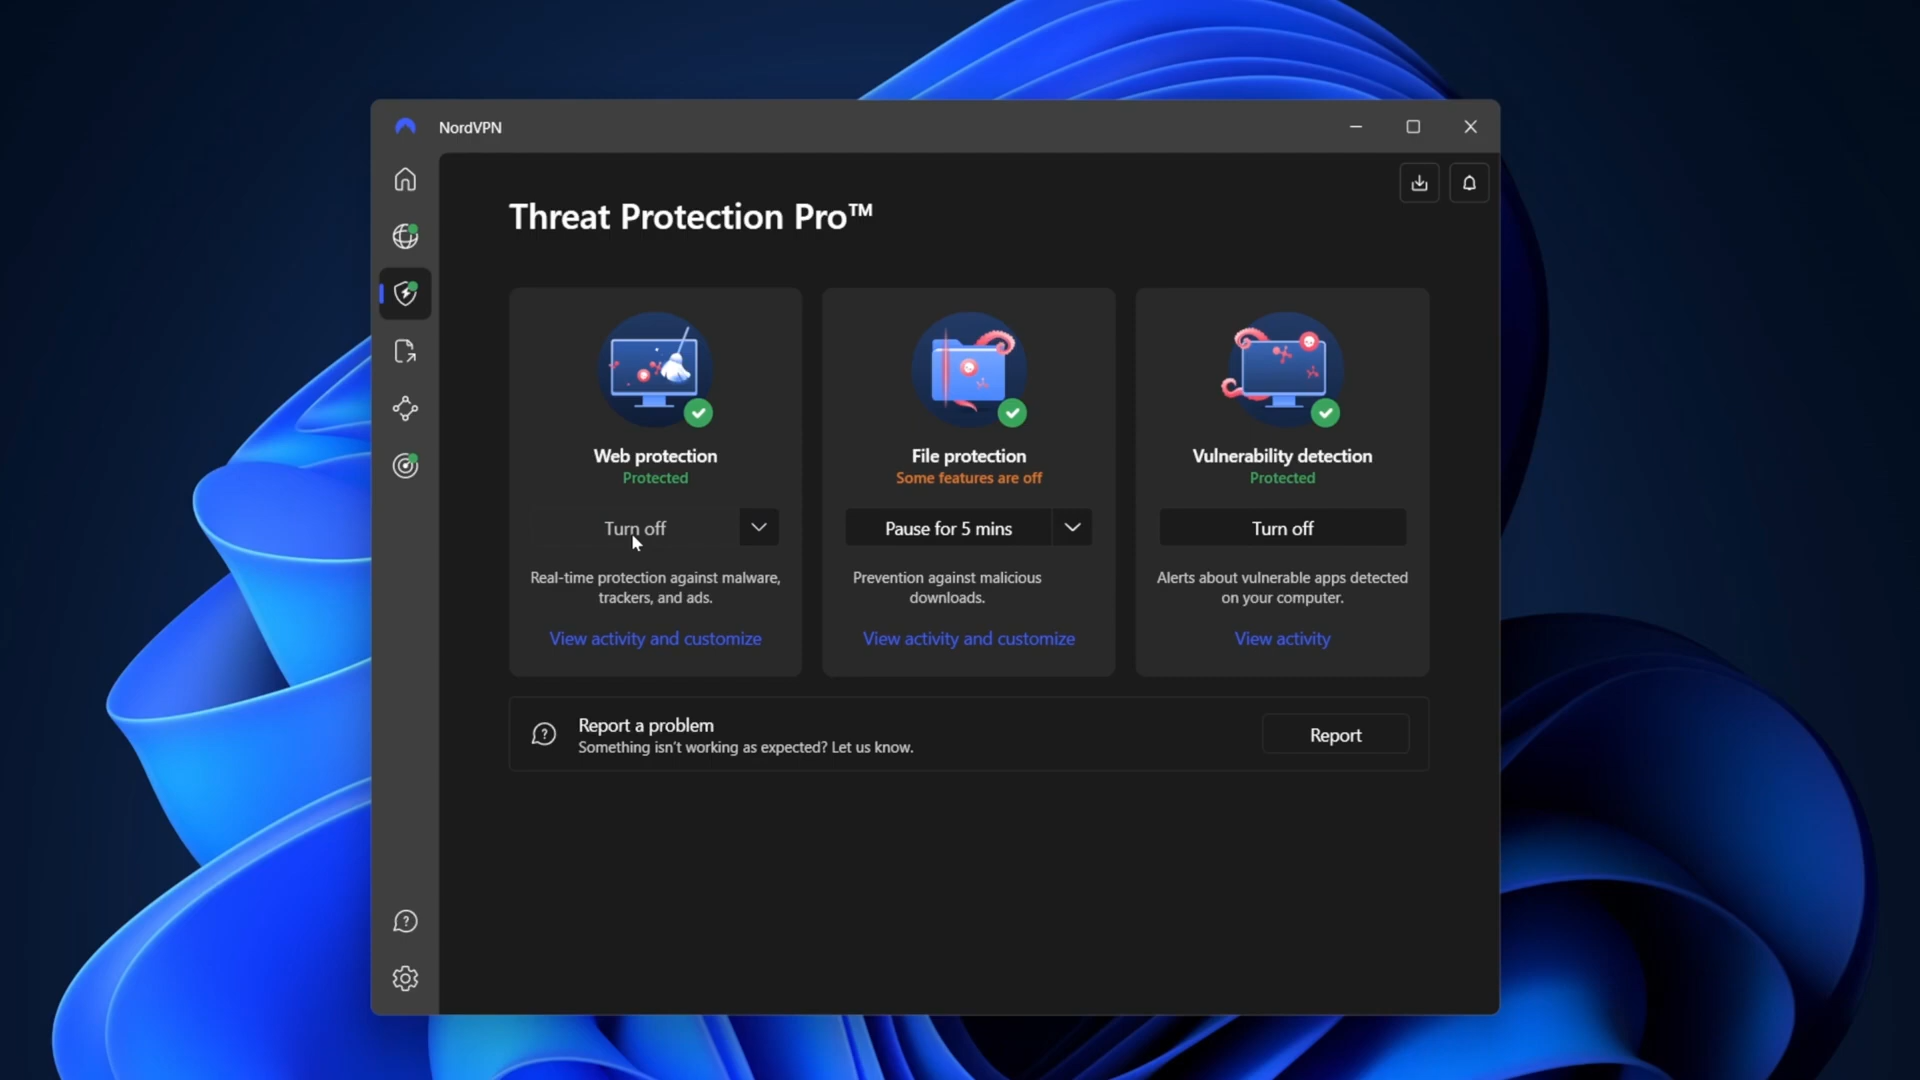 NordVPN
Threat Protection Pro™
Web protection
Protected
Turn off
Real-time protection against malware,
trackers, and ads.
View activity and customize
File protection
Some features are off
Pause for 5 mins
Prevention against malicious
downloads.
View activity and customize
Vulnerability detection
Protected
Turn off
Alerts about vulnerable apps detected
on your computer.
View activity
Report a problem
Something isn't working as expected? Let us know.
Report